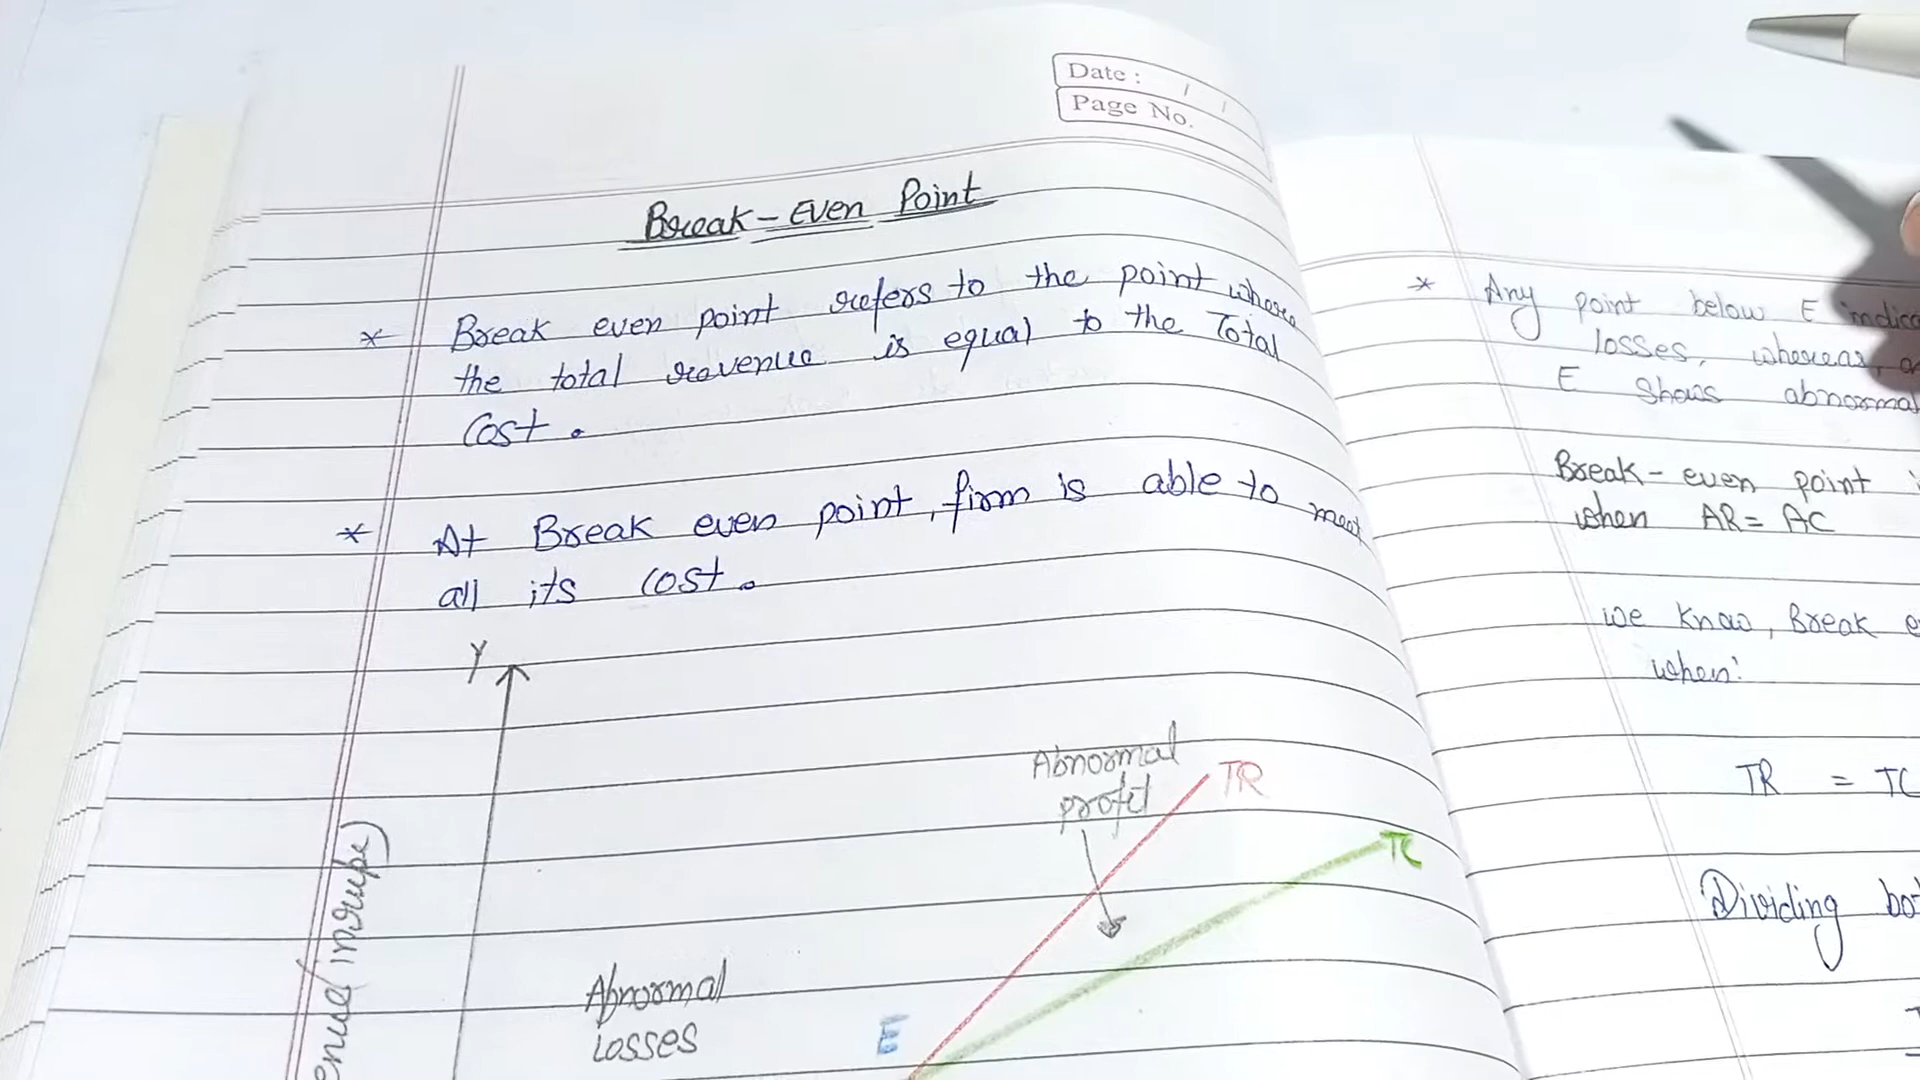 Date : / /
Page No.
Break - Even Point
* Break even point refers to the point where
the total revenue is equal to the Total
Cost.
* At Break even point, firm is able to meet
all its cost.
Y
Abnormal
profit
TR
TC
(in rupee)
Abnormal
Losses
E
* Any point below E
losses, whereas,
E shows abnormal
Break - even point
when AR = AC
we know, Break
when:
TR = TC
Dividing